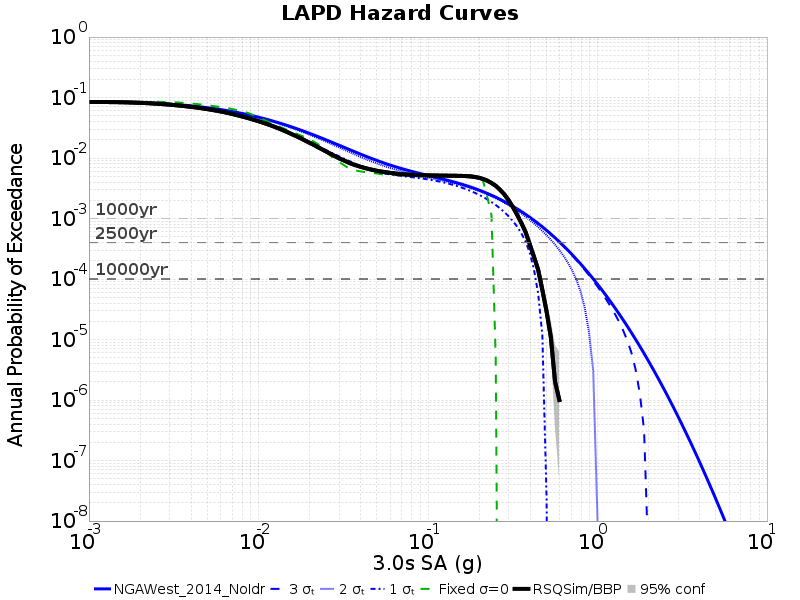 LAPD Hazard Curves
Annual Probability of Exceedance
10^0
10^-1
10^-2
10^-3
10^-4
10^-5
10^-6
10^-7
10^-8
1000yr
2500yr
10000yr
10^-3 10^-2 10^-1 10^0 10^1
3.0s SA (g)
NGAWest_2014_NoIdr 3 σₜ 2 σₜ 1 σₜ Fixed σ=0 RSQSim/BBP 95% conf